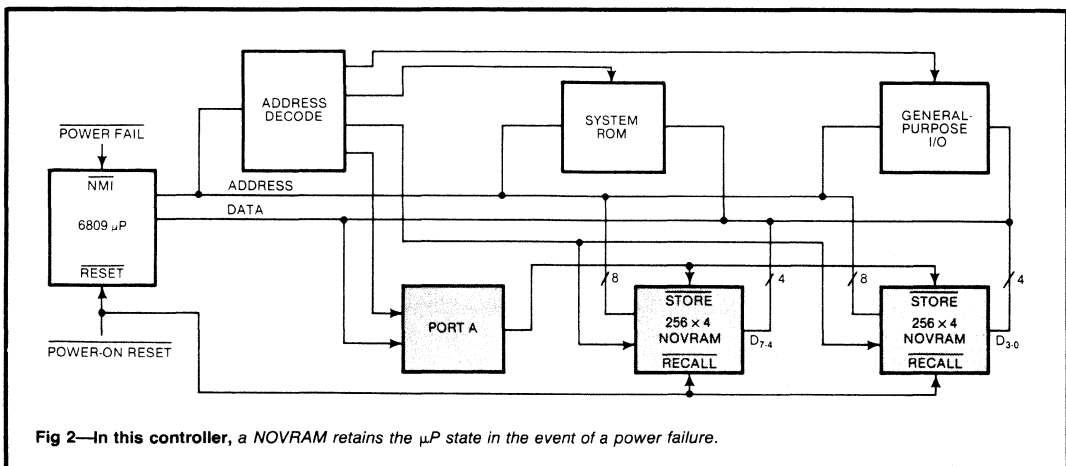 ADDRESS
DECODE
SYSTEM
ROM
GENERAL-
PURPOSE
I/O
POWER FAIL
NMI
6809 μP
RESET
ADDRESS
DATA
POWER-ON RESET
PORT A
8
4
8
4
STORE
256 × 4
NOVRAM
RECALL
D7-4
STORE
256 × 4
NOVRAM
RECALL
D3-0
Fig 2—In this controller, a NOVRAM retains the μP state in the event of a power failure.